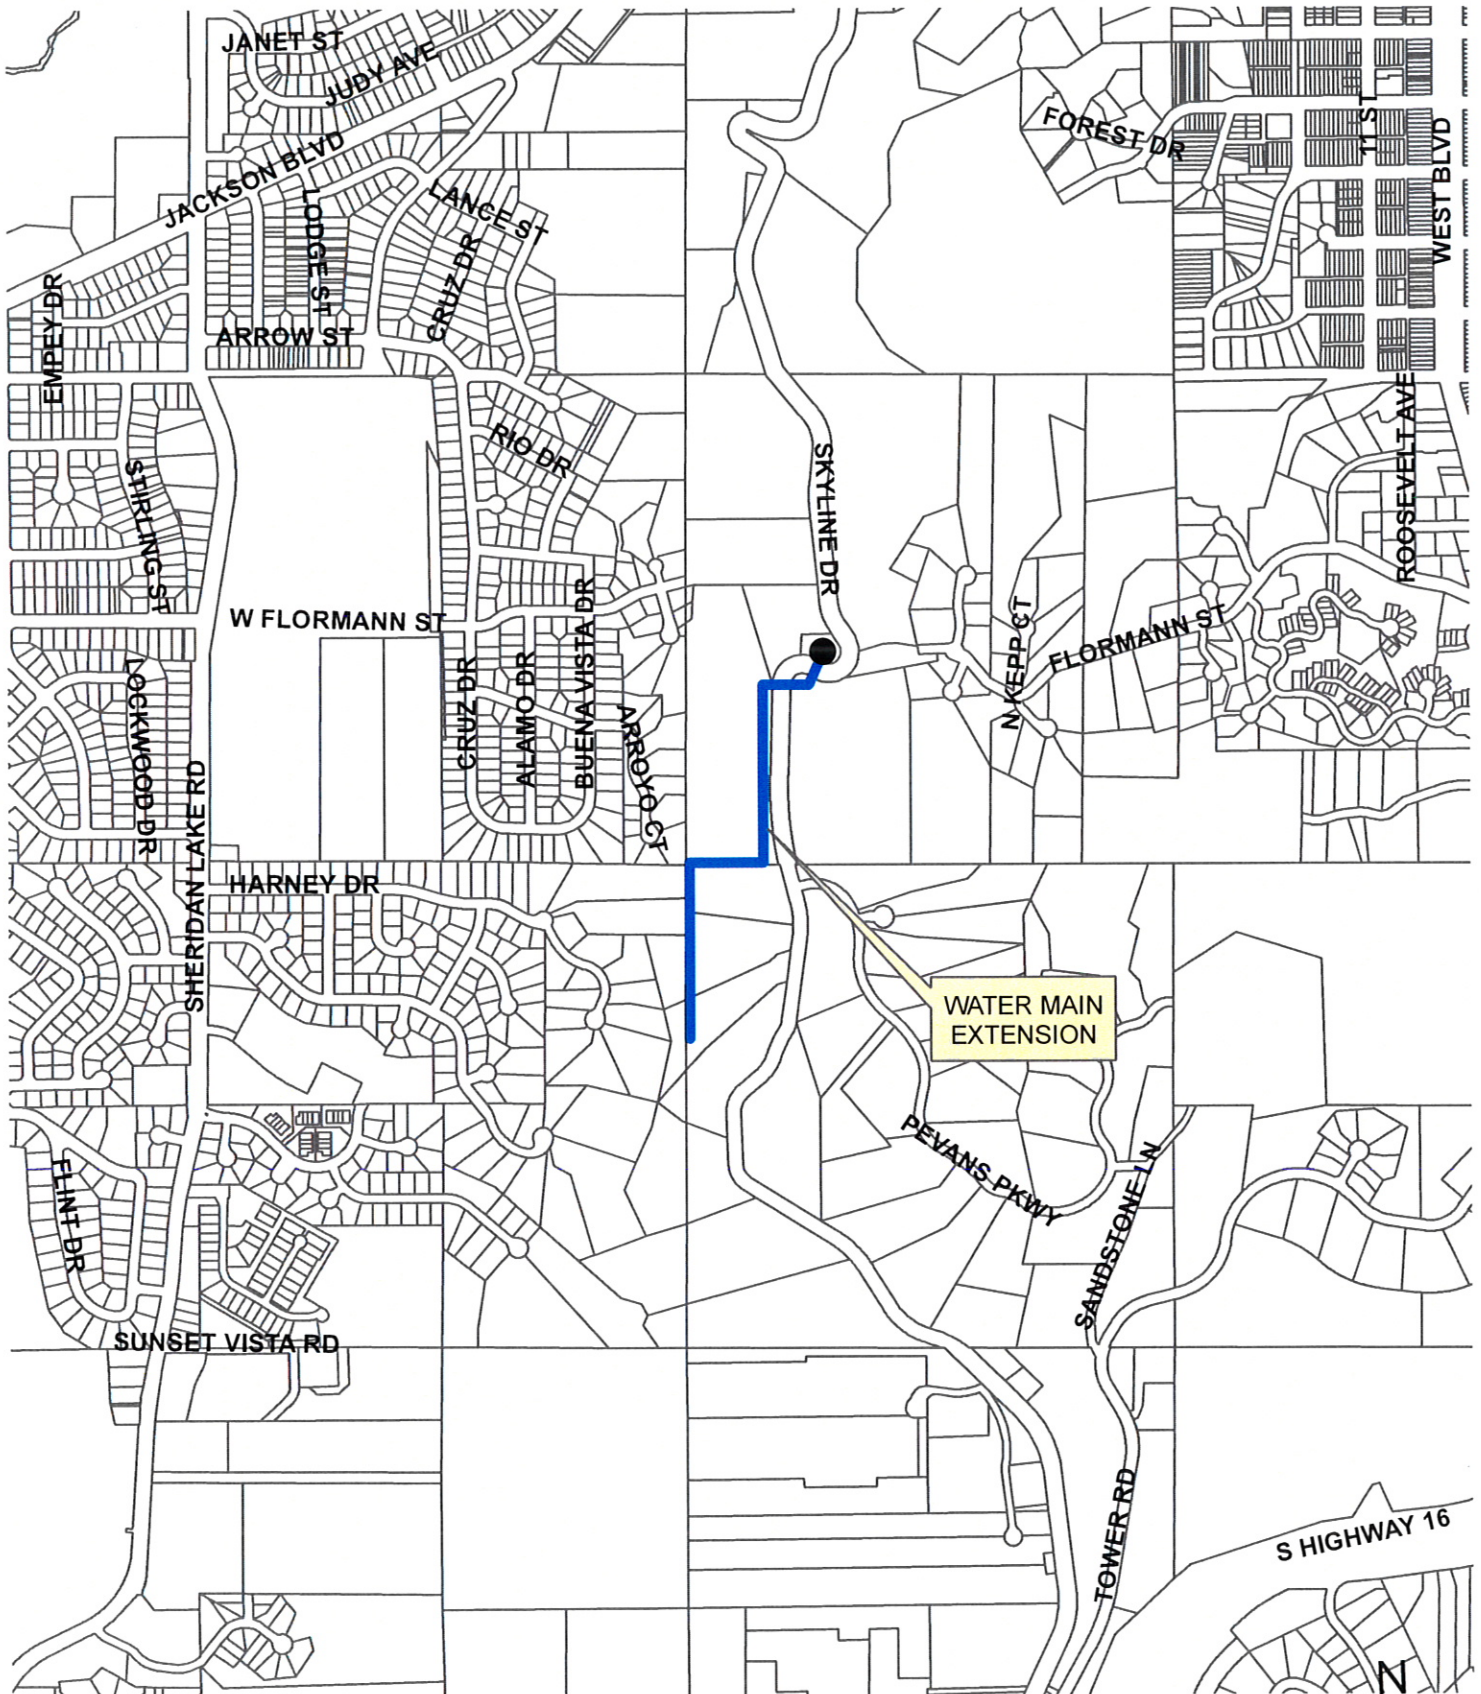 JANET ST
JUDY AVE
JACKSON BLVD
FOREST DR
11 ST
WEST BLVD
LODGE ST
LANCE ST
CRUZ DR
EMPEY DR
ARROW ST
STIRLING ST
RIO DR
SKYLINE DR
ROOSEVELT AVE
W FLORMANN ST
N KEPP CT
FLORMANN ST
LOCKWOOD DR
CRUZ DR
ALAMO DR
BUENA VISTA DR
ARROYO CT
SHERIDAN LAKE RD
HARNEY DR
WATER MAIN
EXTENSION
PEVANS PKWY
SANDSTONE LN
FLINT DR
SUNSET VISTA RD
TOWER RD
S HIGHWAY 16
N